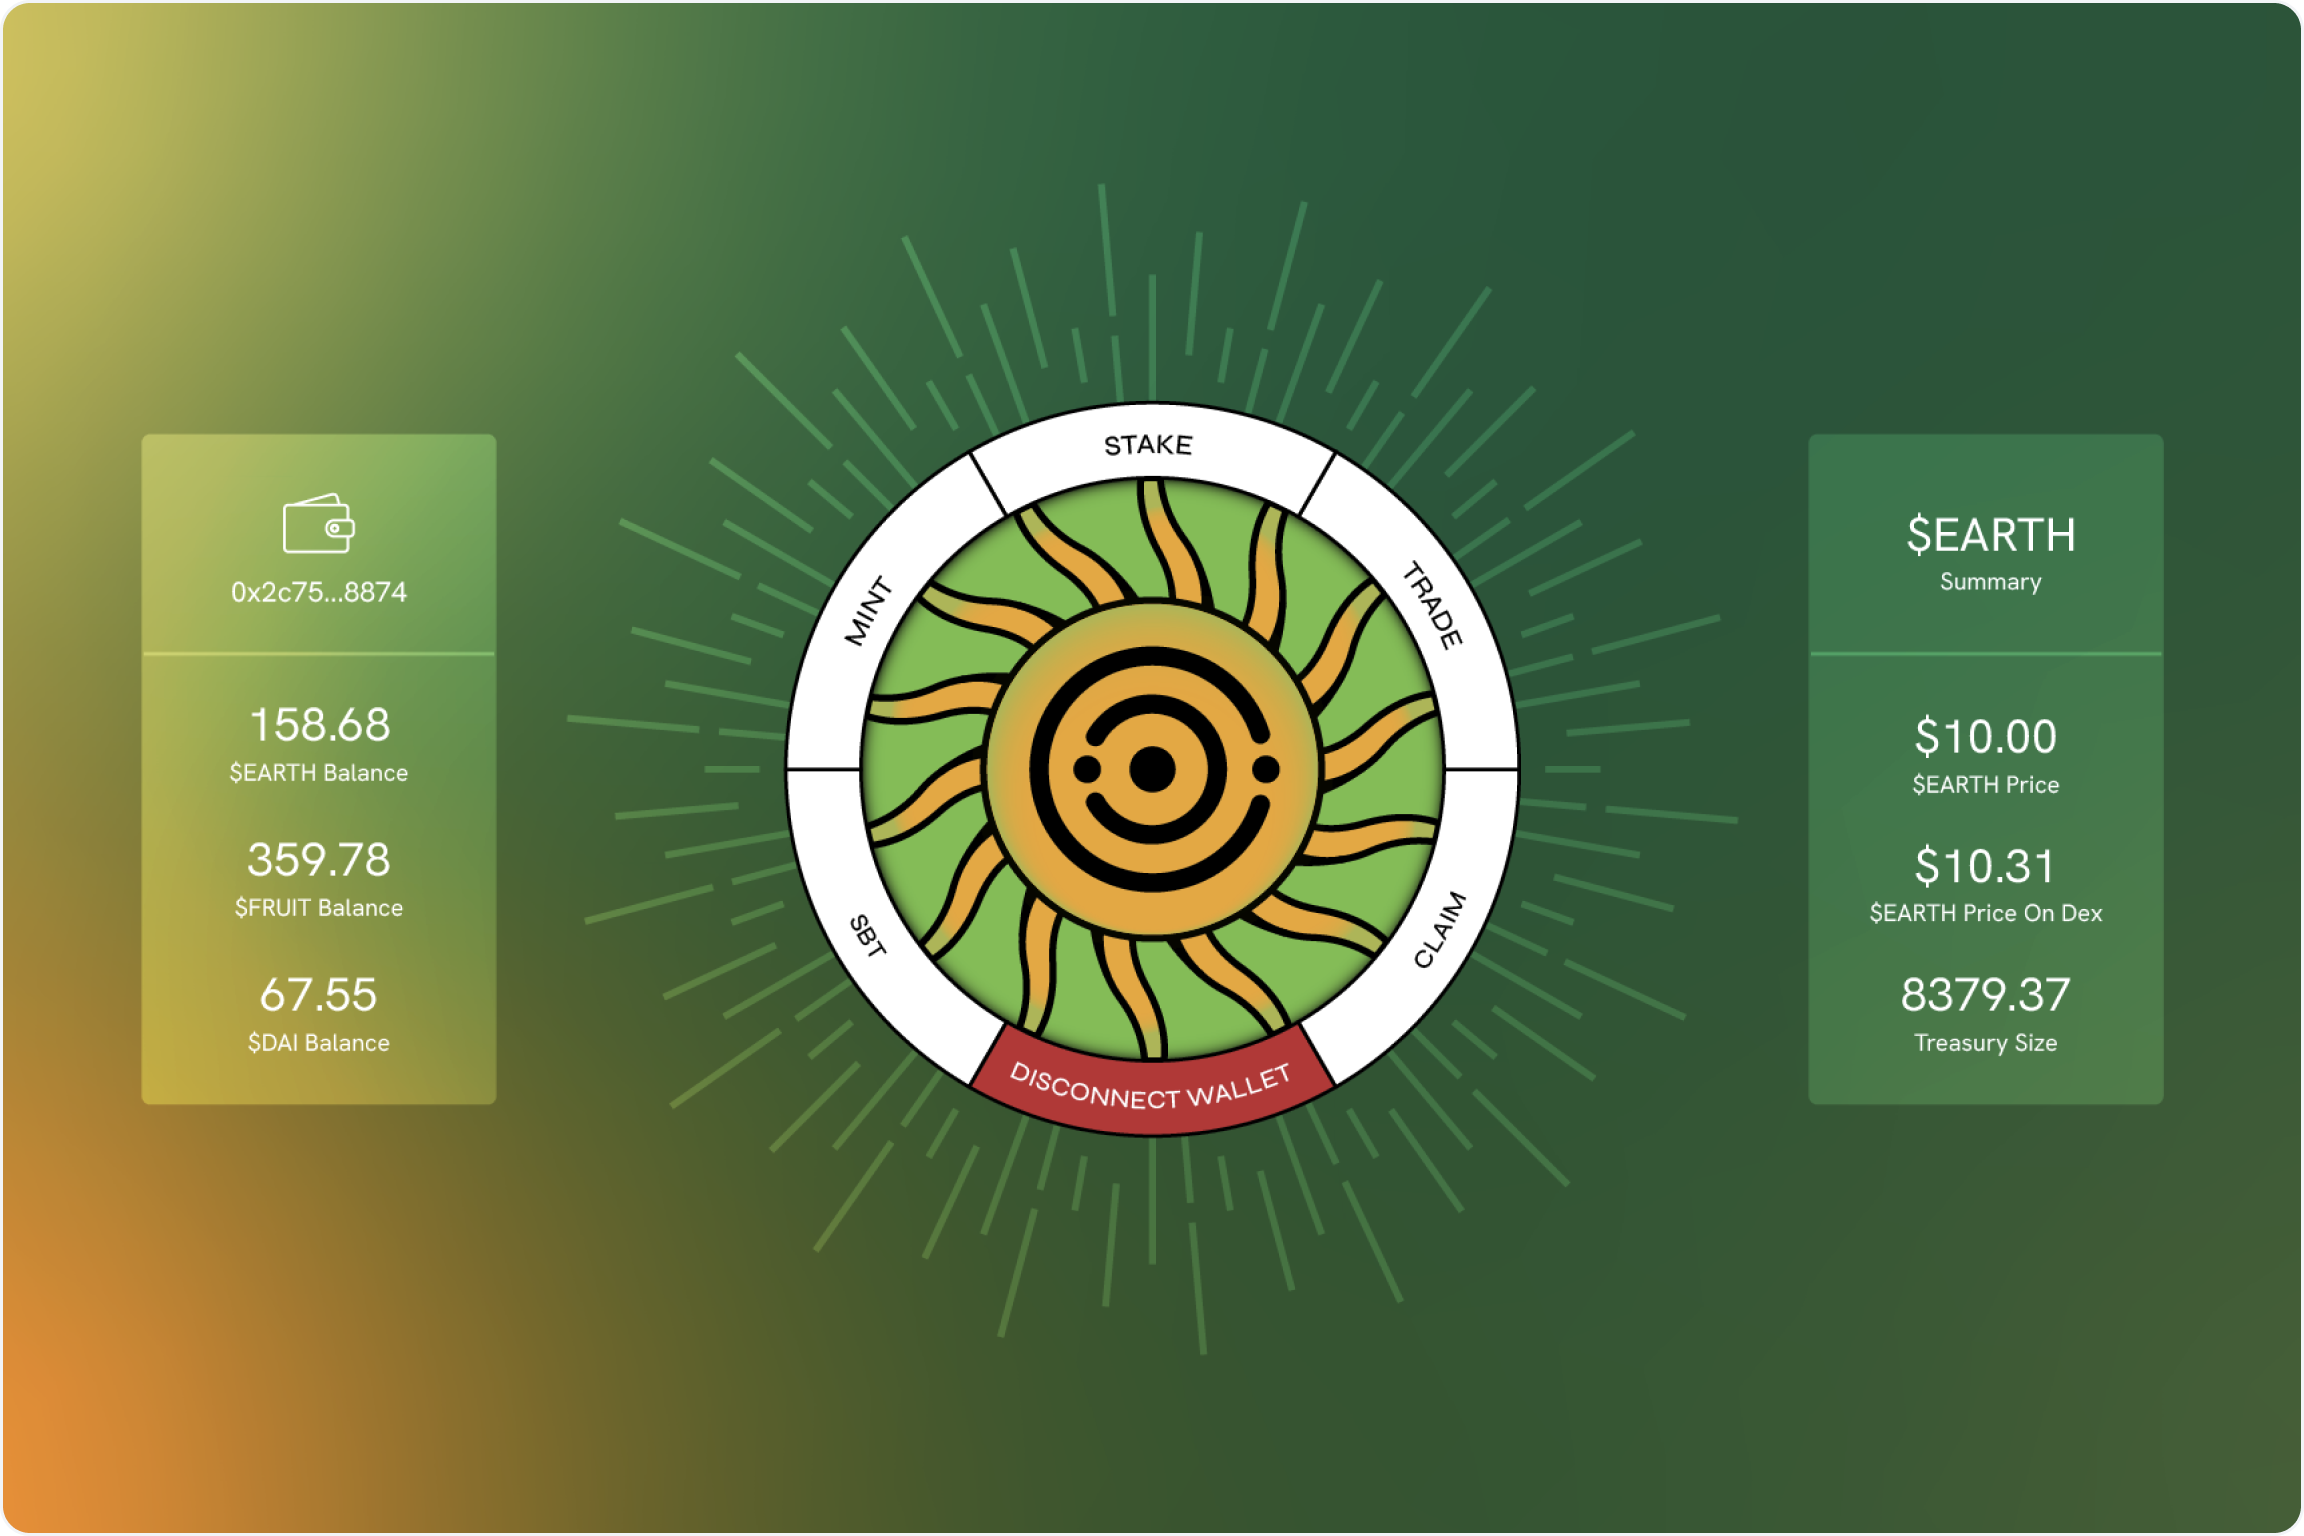 0x2c75...8874
158.68
$EARTH Balance
359.78
$FRUIT Balance
67.55
$DAI Balance
STAKE
TRADE
CLAIM
DISCONNECT WALLET
SBT
MINT
$EARTH
Summary
$10.00
$EARTH Price
$10.31
$EARTH Price On Dex
8379.37
Treasury Size